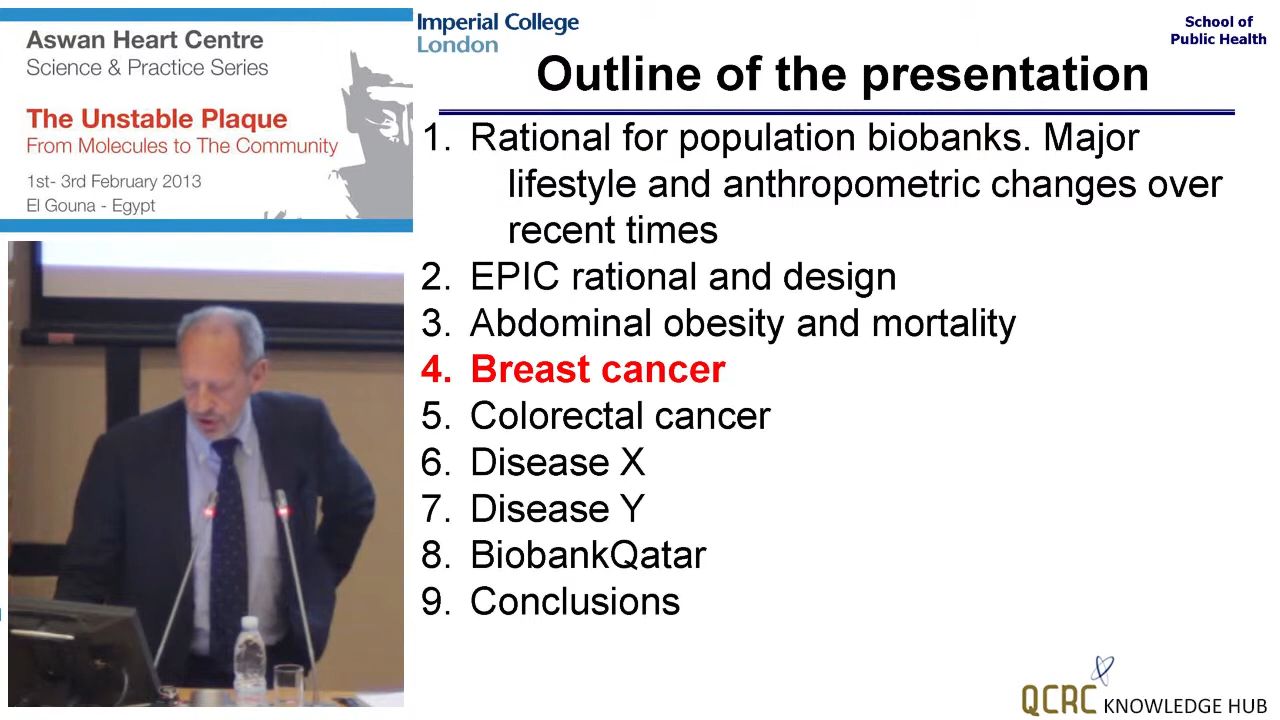 Aswan Heart Centre
Science & Practice Series
The Unstable Plaque
From Molecules to The Community
1st- 3rd February 2013
El Gouna - Egypt
Imperial College
London
School of
Public Health
Outline of the presentation
1. Rational for population biobanks. Major
lifestyle and anthropometric changes over
recent times
2. EPIC rational and design
3. Abdominal obesity and mortality
4. Breast cancer
5. Colorectal cancer
6. Disease X
7. Disease Y
8. BiobankQatar
9. Conclusions
QCRC KNOWLEDGE HUB